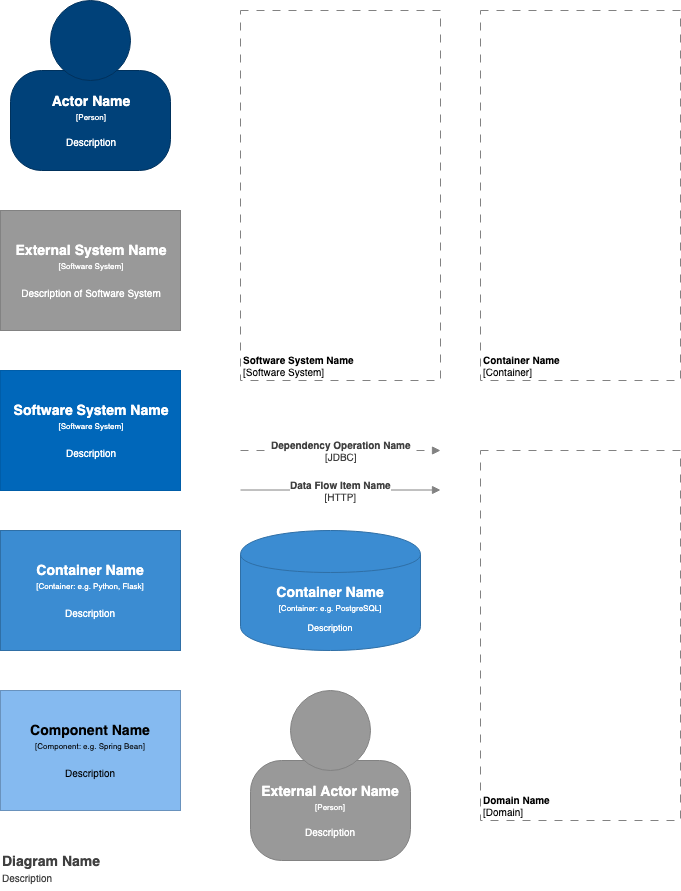 Actor Name
[Person]
Description
External System Name
[Software System]
Description of Software System
Software System Name
[Software System]
Container Name
[Container]
Software System Name
[Software System]
Description
Dependency Operation Name
[JDBC]
Data Flow Item Name
[HTTP]
Container Name
[Container: e.g. Python, Flask]
Description
Container Name
[Container: e.g. PostgreSQL]
Description
Component Name
[Component: e.g. Spring Bean]
Description
External Actor Name
[Person]
Description
Domain Name
[Domain]
Diagram Name
Description